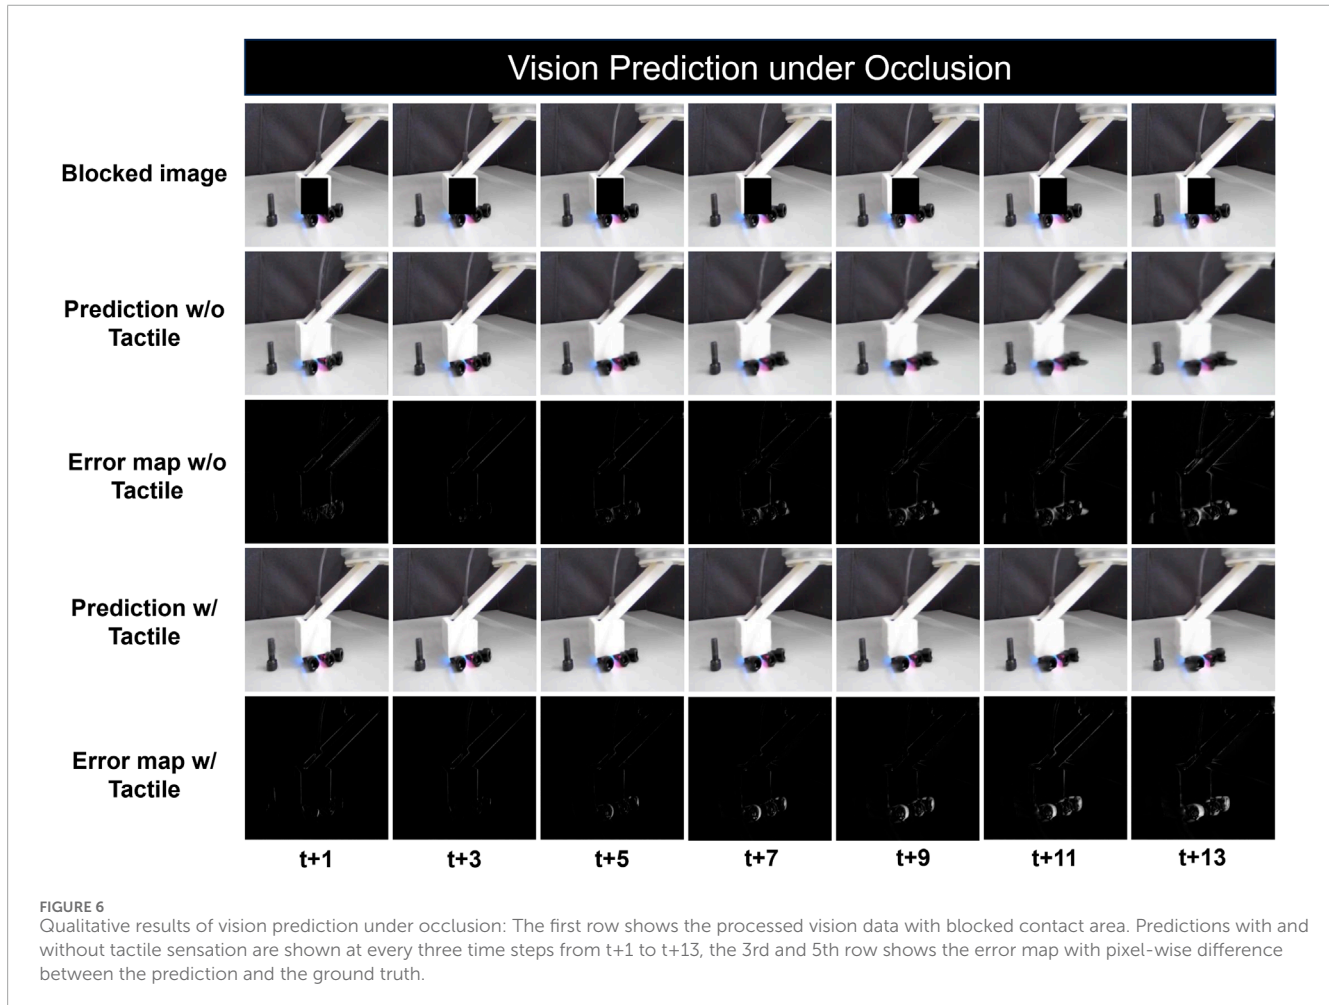 Vision Prediction under Occlusion
Blocked image
Prediction w/o
Tactile
Error map w/o
Tactile
Prediction w/
Tactile
Error map w/
Tactile
t+1
t+3
t+5
t+7
t+9
t+11
t+13
FIGURE 6
Qualitative results of vision prediction under occlusion: The first row shows the processed vision data with blocked contact area. Predictions with and
without tactile sensation are shown at every three time steps from t+1 to t+13, the 3rd and 5th row shows the error map with pixel-wise difference
between the prediction and the ground truth.